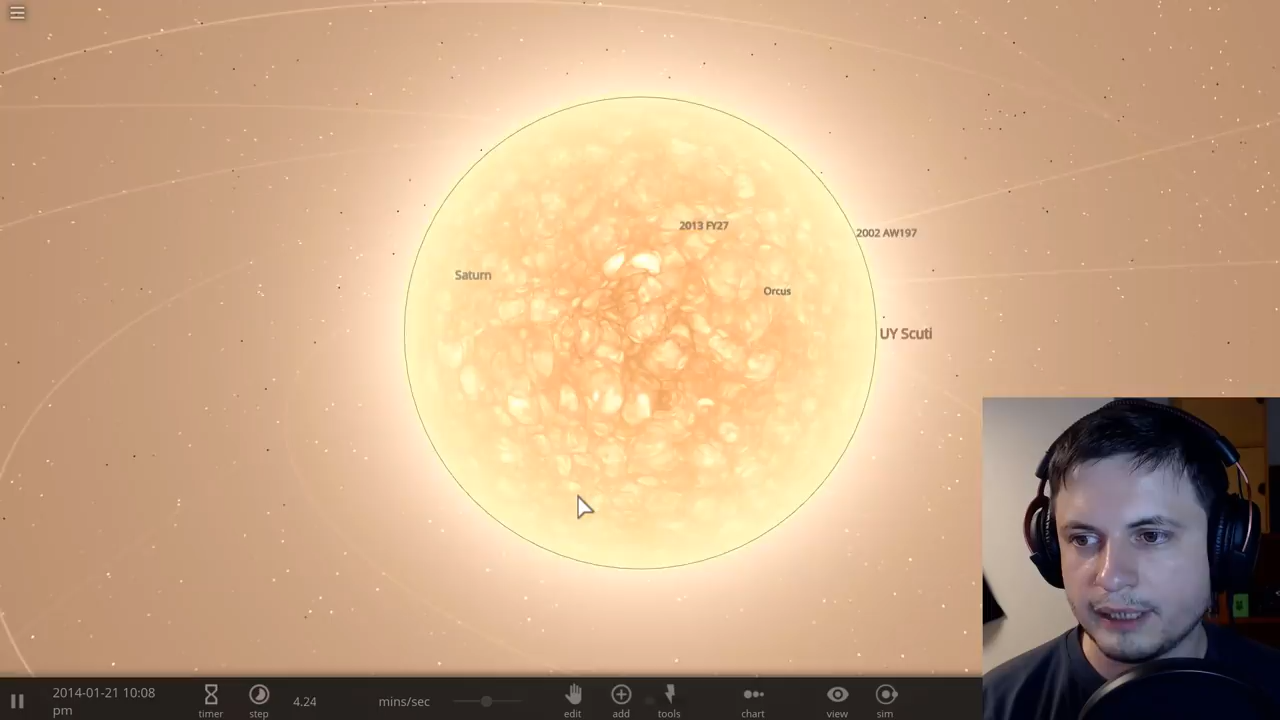 2013 FY27
2002 AW197
Saturn
Orcus
UY Scuti
2014-01-21 10:08
pm
timer
step
4.24
mins/sec
edit
add
tools
chart
view
sim